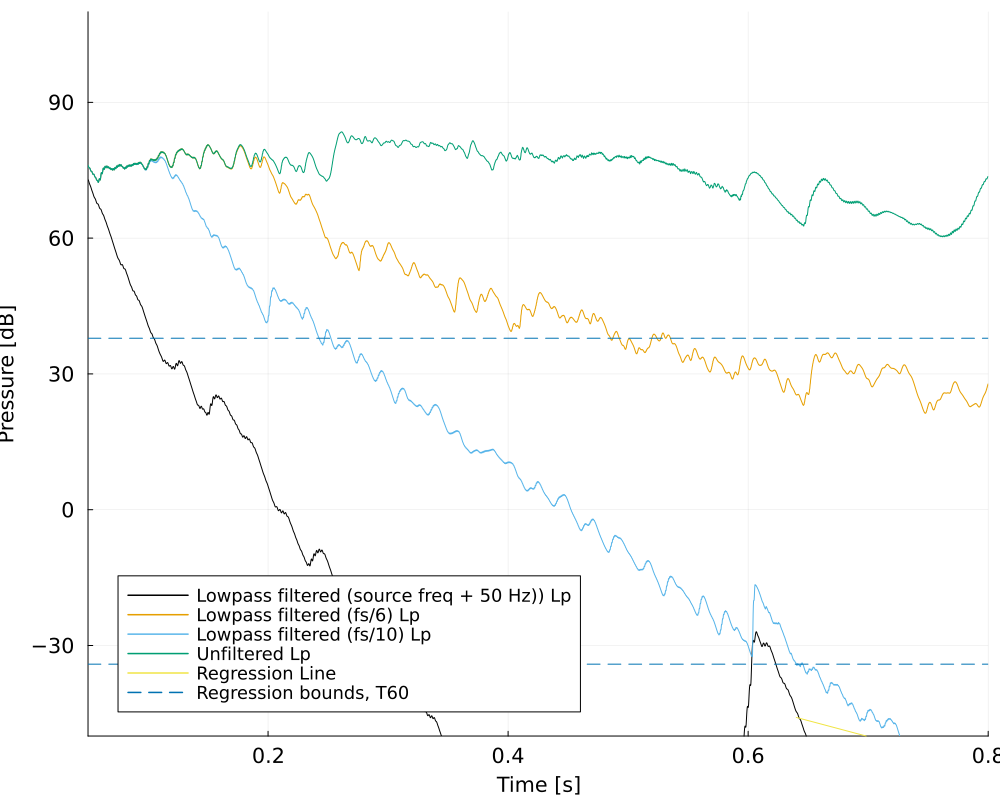 90
60
30
0
−30
Pressure [dB]
Lowpass filtered (source freq + 50 Hz)) Lp
Lowpass filtered (fs/6) Lp
Lowpass filtered (fs/10) Lp
Unfiltered Lp
Regression Line
Regression bounds, T60
0.2
0.4
0.6
0.8
Time [s]